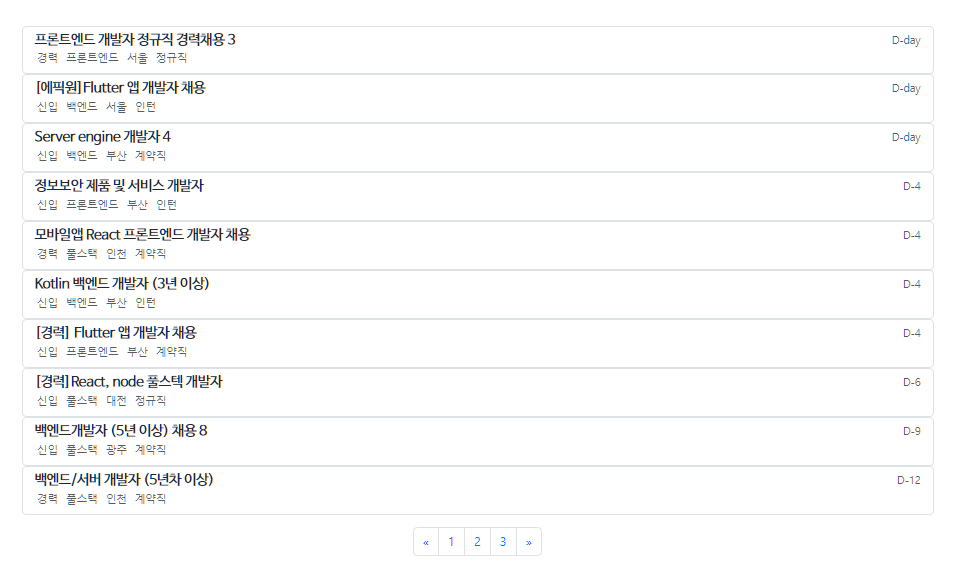 프론트엔드 개발자 정규직 경력채용 3 D-day
경력 프론트엔드 서울 정규직
[에픽원]Flutter 앱 개발자 채용 D-day
신입 백엔드 서울 인턴
Server engine 개발자 4 D-day
신입 백엔드 부산 계약직
정보보안 제품 및 서비스 개발자 D-4
신입 프론트엔드 부산 인턴
모바일앱 React 프론트엔드 개발자 채용 D-4
경력 풀스택 인천 계약직
Kotlin 백엔드 개발자 (3년 이상) D-4
신입 백엔드 부산 인턴
[경력] Flutter 앱 개발자 채용 D-4
신입 프론트엔드 부산 계약직
[경력]React, node 풀스텍 개발자 D-6
신입 풀스택 대전 정규직
백엔드개발자 (5년 이상) 채용 8 D-9
신입 풀스택 광주 계약직
백엔드/서버 개발자 (5년차 이상) D-12
경력 풀스택 인천 계약직
« 1 2 3 »